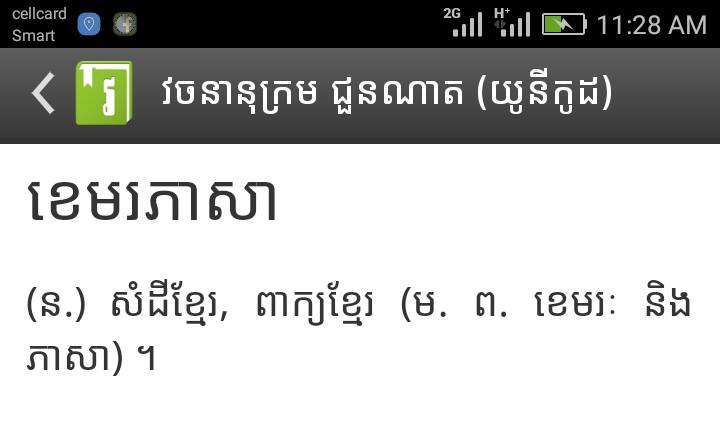 cellcard
Smart
2G H+ 11:28 AM
វចនានុក្រម ជួនណាត (យូនីកូដ)
ខេមរភាសា
(ន.) សំដីខ្មែរ, ពាក្យខ្មែរ (ម. ព. ខេមរៈ និង
ភាសា) ។